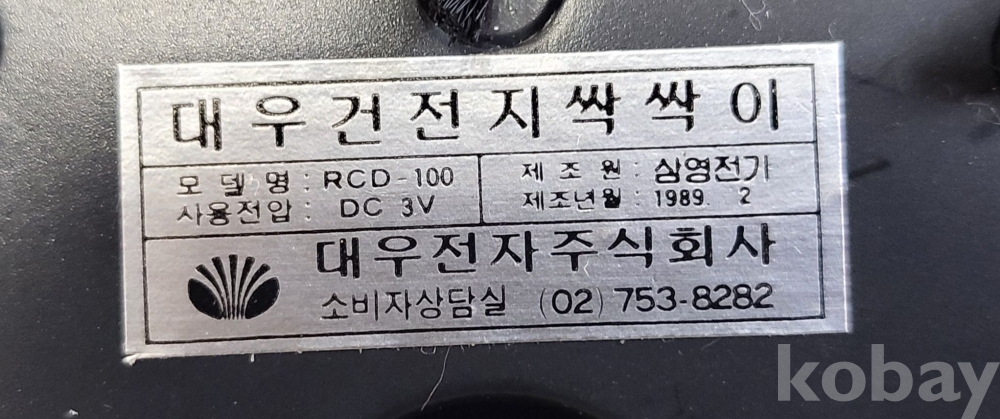 대우건전지싹싹이
모델명 : RCD-100
사용전압 : DC 3V
제조원 : 삼영전기
제조년월 : 1989. 2
대우전자주식회사
소비자상담실 (02) 753-8282
kobay